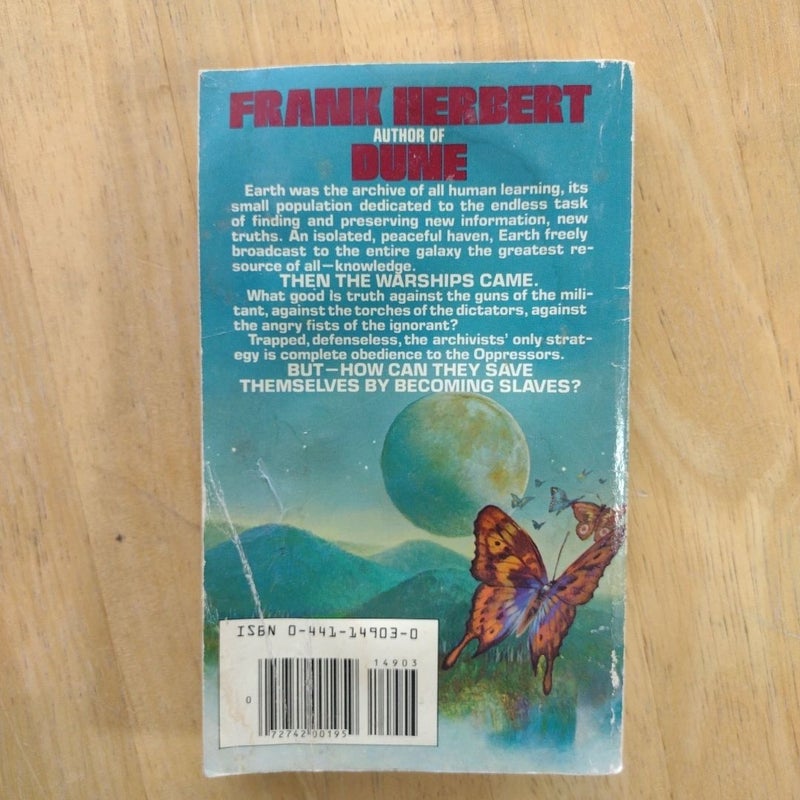 FRANK HERBERT
AUTHOR OF
DUNE
Earth was the archive of all human learning, its
small population dedicated to the endless task
of finding and preserving new information, new
truths. An isolated, peaceful haven, Earth freely
broadcast to the entire galaxy the greatest re-
source of all—knowledge.
THEN THE WARSHIPS CAME.
What good is truth against the guns of the mili-
tant, against the torches of the dictators, against
the angry fists of the ignorant?
Trapped, defenseless, the archivists' only strat-
egy is complete obedience to the Oppressors.
BUT—HOW CAN THEY SAVE
THEMSELVES BY BECOMING SLAVES?
ISBN 0-441-14903-0
14903
0
72742 00195